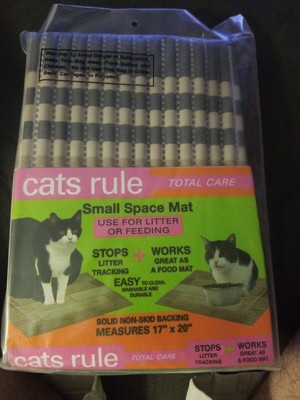 cats rule TOTAL CARE
Small Space Mat
USE FOR LITTER
OR FEEDING
STOPS + WORKS
LITTER GREAT AS
TRACKING A FOOD MAT
EASY TO CLEAN,
WASHABLE AND
DURABLE
SOLID NON-SKID BACKING
MEASURES 17" x 20"
cats rule TOTAL CARE
STOPS + WORKS
LITTER GREAT AS
TRACKING A FOOD MAT